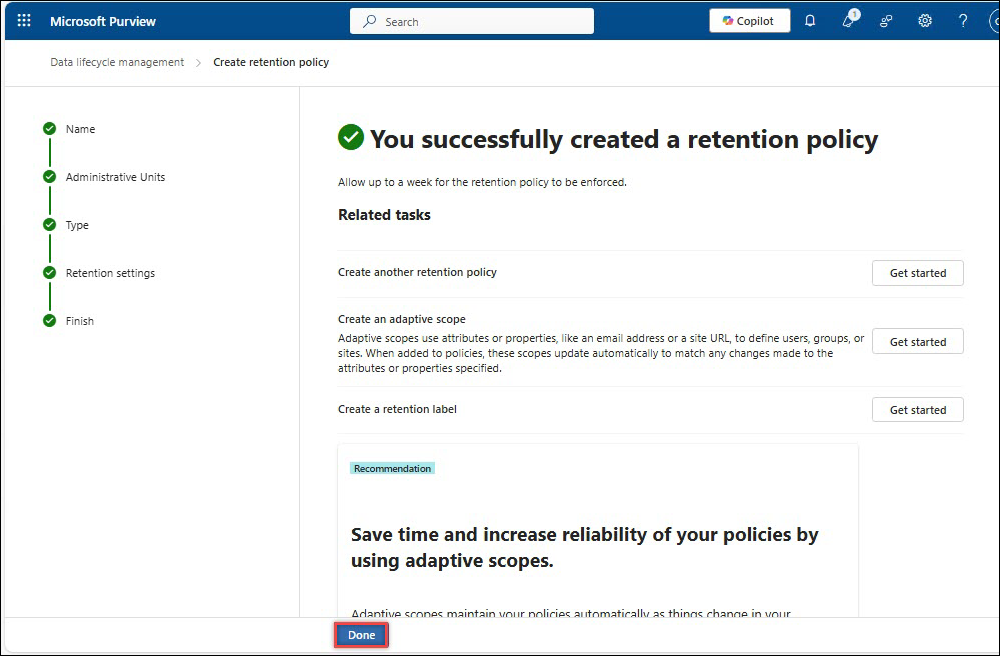 Microsoft Purview
Search
Copilot
1
?
Data lifecycle management > Create retention policy
Name
Administrative Units
Type
Retention settings
Finish
You successfully created a retention policy
Allow up to a week for the retention policy to be enforced.
Related tasks
Create another retention policy
Get started
Create an adaptive scope
Adaptive scopes use attributes or properties, like an email address or a site URL, to define users, groups, or
sites. When added to policies, these scopes update automatically to match any changes made to the
attributes or properties specified.
Get started
Create a retention label
Get started
Recommendation
Save time and increase reliability of your policies by
using adaptive scopes.
Adaptive scopes maintain your policies automatically as things change in your
Done